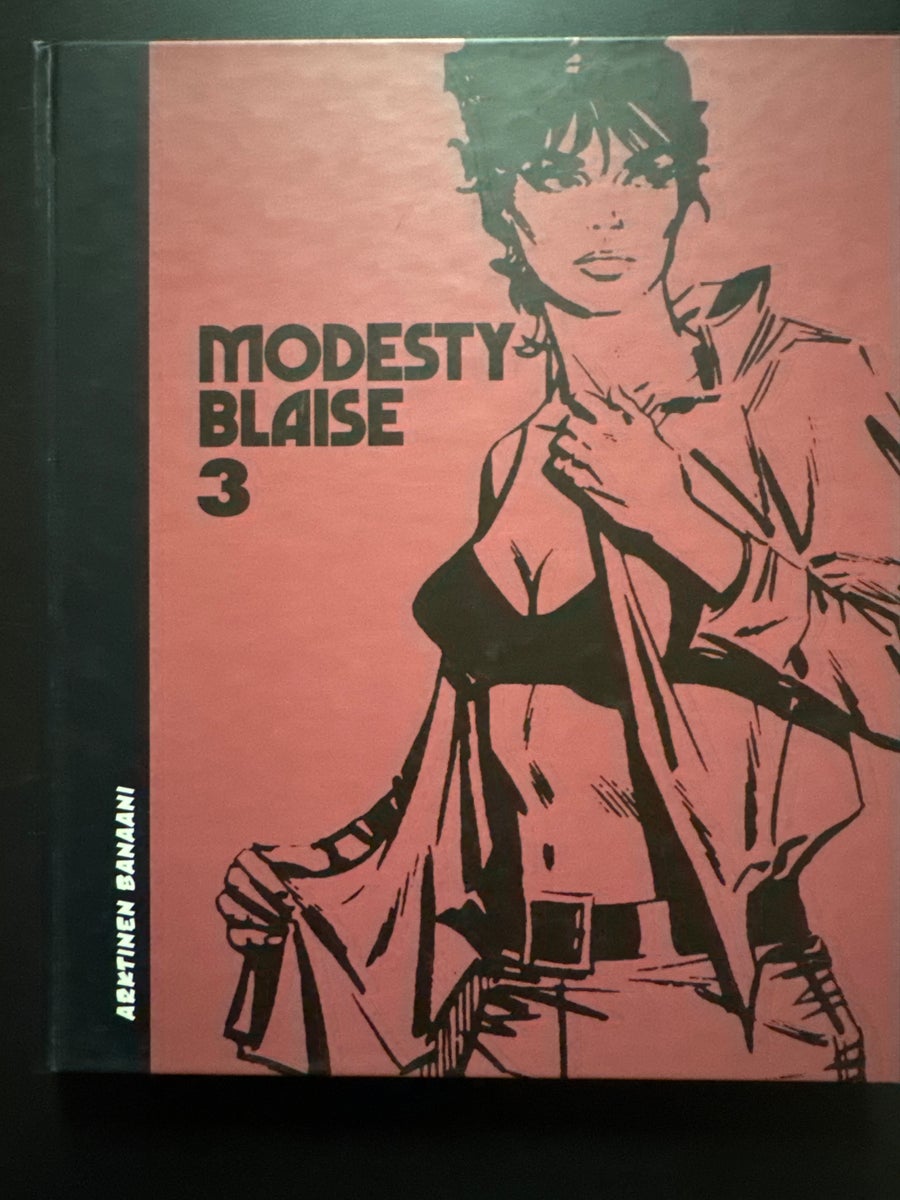 MODESTY
BLAISE
3
ARKTINEN BANAANI